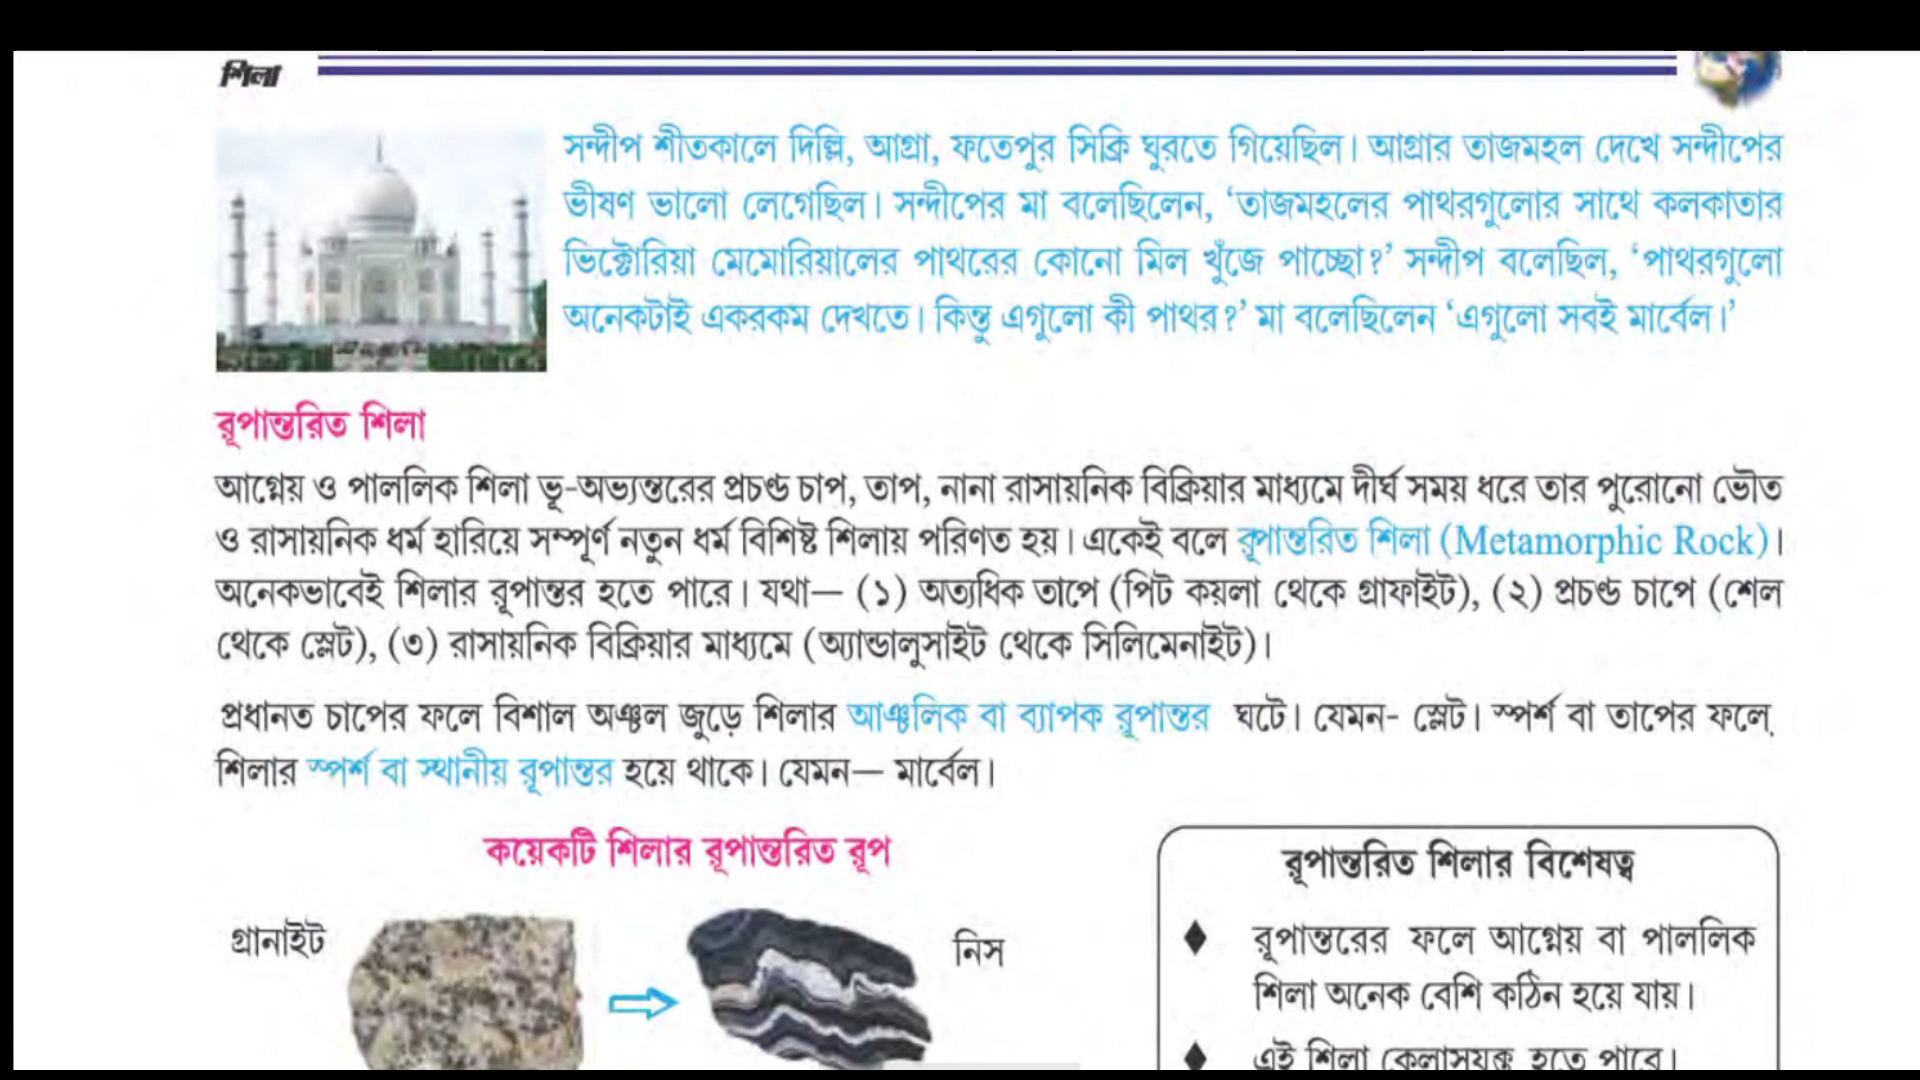 শিলা
সন্দীপ শীতকালে দিল্লি, আগ্রা, ফতেপুর সিক্রি ঘুরতে গিয়েছিল। আগ্রার তাজমহল দেখে সন্দীপের
ভীষণ ভালো লেগেছিল। সন্দীপের মা বলেছিলেন, ‘তাজমহলের পাথরগুলোর সাথে কলকাতার
ভিক্টোরিয়া মেমোরিয়ালের পাথরের কোনো মিল খুঁজে পাচ্ছো?’ সন্দীপ বলেছিল, ‘পাথরগুলো
অনেকটাই একরকম দেখতে। কিন্তু এগুলো কী পাথর?’ মা বলেছিলেন ‘এগুলো সবই মার্বেল।’
রূপান্তরিত শিলা
আগ্নেয় ও পাললিক শিলা ভূ-অভ্যন্তরের প্রচণ্ড চাপ, তাপ, নানা রাসায়নিক বিক্রিয়ার মাধ্যমে দীর্ঘ সময় ধরে তার পুরোনো ভৌত
ও রাসায়নিক ধর্ম হারিয়ে সম্পূর্ণ নতুন ধর্ম বিশিষ্ট শিলায় পরিণত হয়। একেই বলে রূপান্তরিত শিলা (Metamorphic Rock)।
অনেকভাবেই শিলার রূপান্তর হতে পারে। যথা— (১) অত্যধিক তাপে (পিট কয়লা থেকে গ্রাফাইট), (২) প্রচণ্ড চাপে (শেল
থেকে স্লেট), (৩) রাসায়নিক বিক্রিয়ার মাধ্যমে (অ্যান্ডালুসাইট থেকে সিলিমেনাইট)।
প্রধানত চাপের ফলে বিশাল অঞ্চল জুড়ে শিলার আঞ্চলিক বা ব্যাপক রূপান্তর ঘটে। যেমন- স্লেট। স্পর্শ বা তাপের ফলে
শিলার স্পর্শ বা স্থানীয় রূপান্তর হয়ে থাকে। যেমন— মার্বেল।
কয়েকটি শিলার রূপান্তরিত রূপ
গ্রানাইট
নিস
রূপান্তরিত শিলার বিশেষত্ব
♦ রূপান্তরের ফলে আগ্নেয় বা পাললিক
শিলা অনেক বেশি কঠিন হয়ে যায়।
♦ এই শিলা কেলাসযুক্ত হতে পারে।